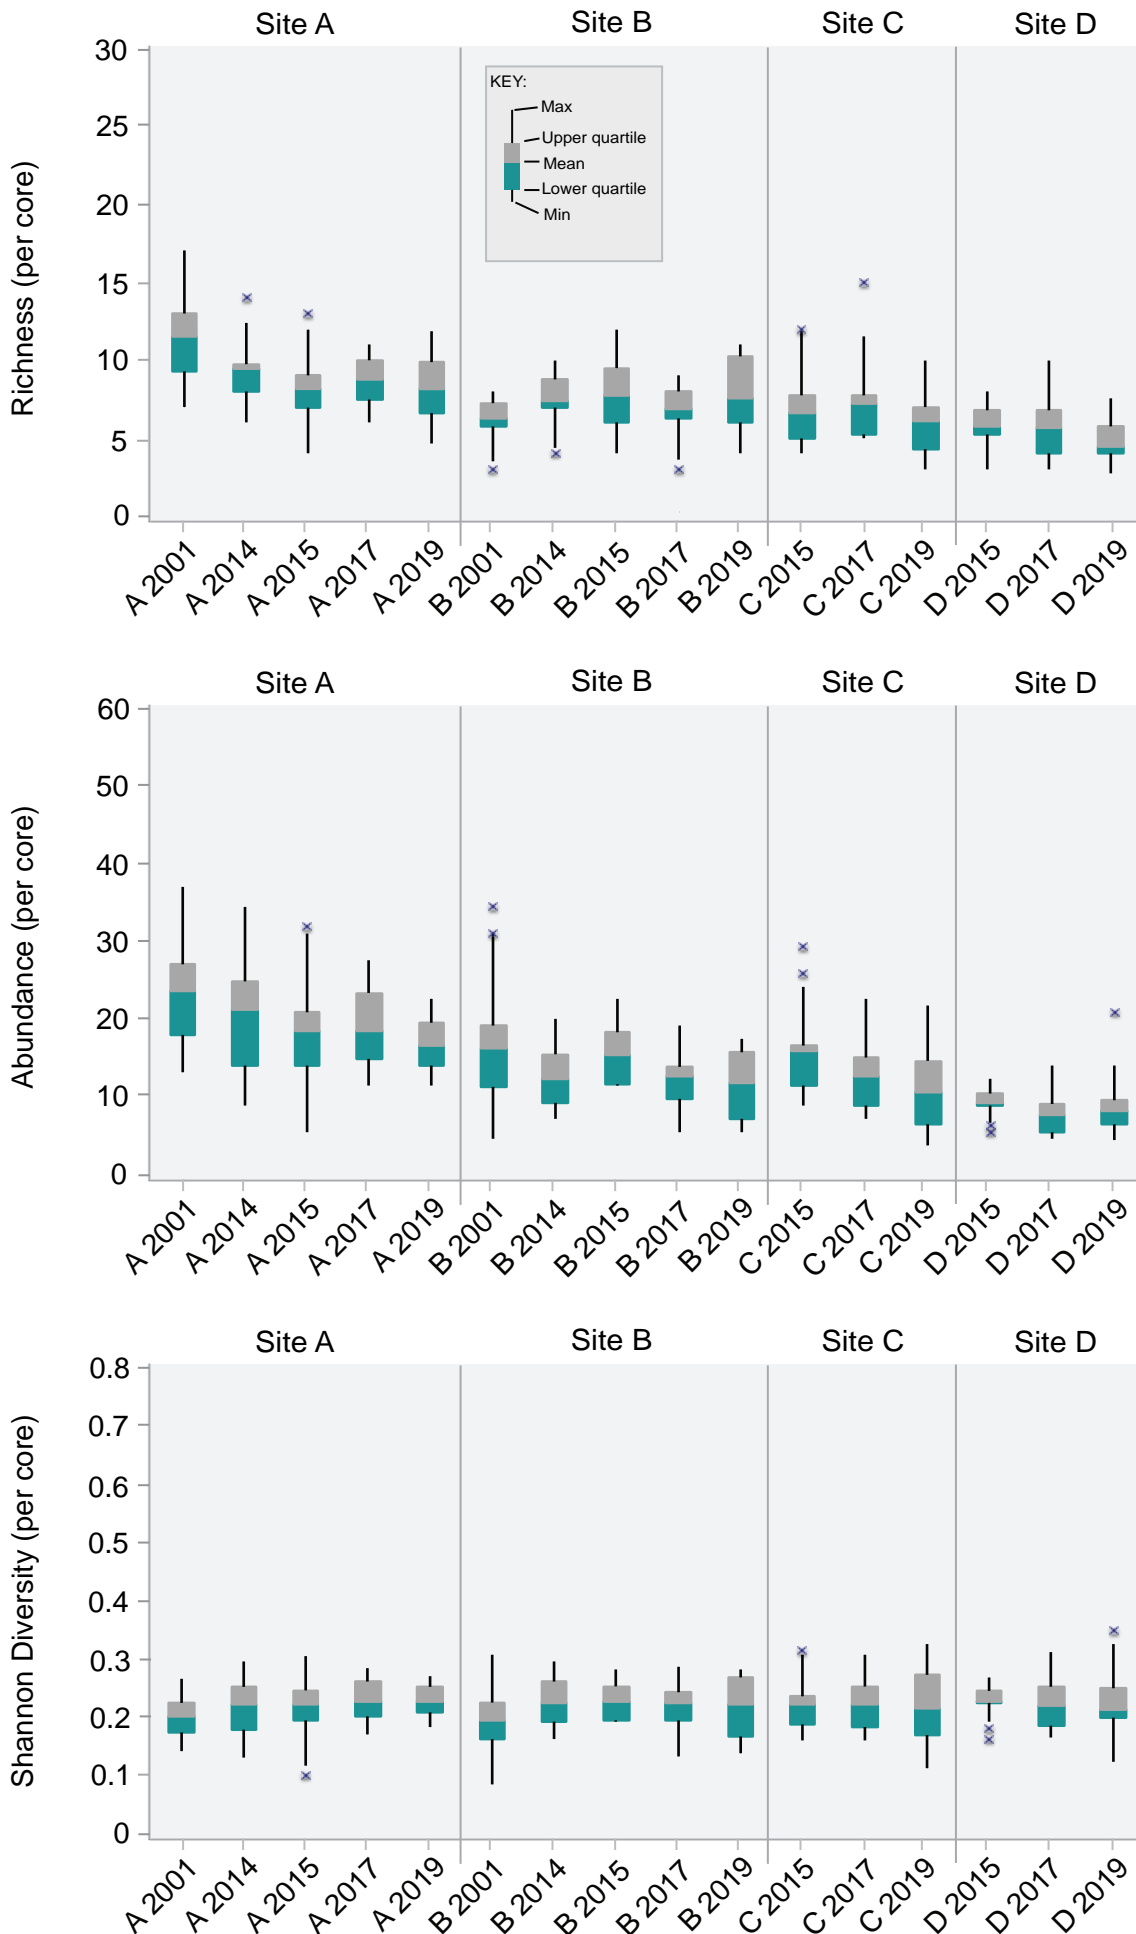 Site A Site B Site C Site D
30
25
20
15
10
5
0
Richness (per core)
KEY:
Max
Upper quartile
Mean
Lower quartile
Min
A 2001 A 2014 A 2015 A 2017 A 2019 B 2001 B 2014 B 2015 B 2017 B 2019 C 2015 C 2017 C 2019 D 2015 D 2017 D 2019
Site A Site B Site C Site D
60
50
40
30
20
10
0
Abundance (per core)
A 2001 A 2014 A 2015 A 2017 A 2019 B 2001 B 2014 B 2015 B 2017 B 2019 C 2015 C 2017 C 2019 D 2015 D 2017 D 2019
Site A Site B Site C Site D
0.8
0.7
0.6
0.5
0.4
0.3
0.2
0.1
0
Shannon Diversity (per core)
A 2001 A 2014 A 2015 A 2017 A 2019 B 2001 B 2014 B 2015 B 2017 B 2019 C 2015 C 2017 C 2019 D 2015 D 2017 D 2019